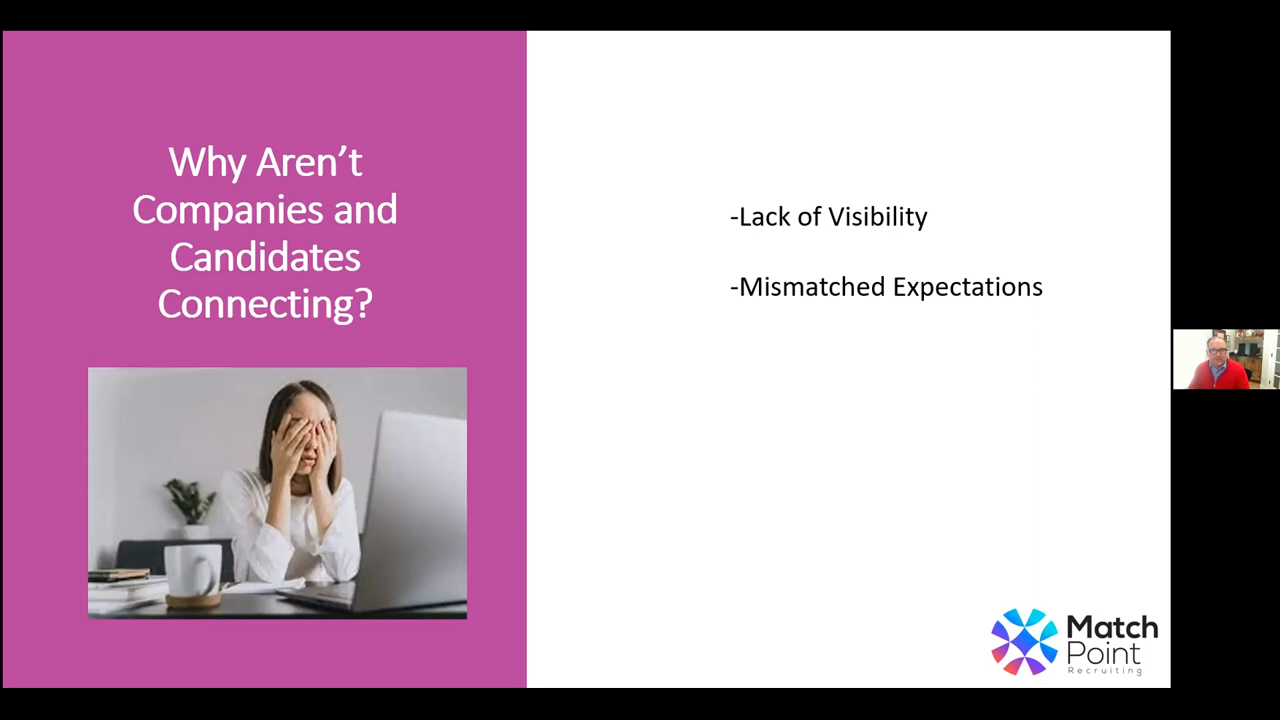 Why Aren’t
Companies and
Candidates
Connecting?
-Lack of Visibility
-Mismatched Expectations
Match
Point
Recruiting